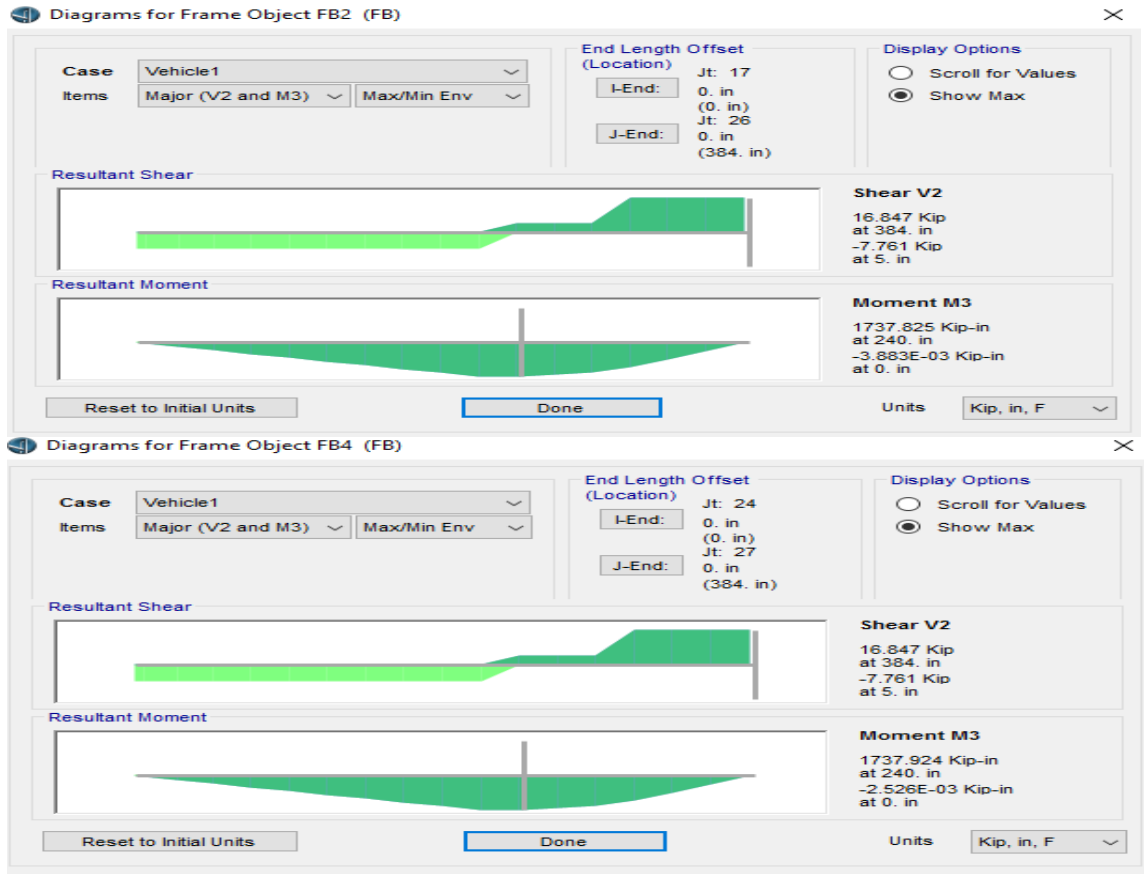 Diagrams for Frame Object FB2 (FB)
End Length Offset
(Location)
Display Options
Case Vehicle1
Jt: 17
Scroll for Values
Items Major (V2 and M3) Max/Min Env
I-End: 0. in
(0. in)
Show Max
Jt: 26
J-End: 0. in
(384. in)
Resultant Shear
Shear V2
16.847 Kip
at 384. in
-7.761 Kip
at 5. in
Resultant Moment
Moment M3
1737.825 Kip-in
at 240. in
-3.883E-03 Kip-in
at 0. in
Reset to Initial Units Done Units Kip, in, F
Diagrams for Frame Object FB4 (FB)
End Length Offset
(Location)
Display Options
Case Vehicle1
Jt: 24
Scroll for Values
Items Major (V2 and M3) Max/Min Env
I-End: 0. in
(0. in)
Show Max
Jt: 27
J-End: 0. in
(384. in)
Resultant Shear
Shear V2
16.847 Kip
at 384. in
-7.761 Kip
at 5. in
Resultant Moment
Moment M3
1737.924 Kip-in
at 240. in
-2.526E-03 Kip-in
at 0. in
Reset to Initial Units Done Units Kip, in, F